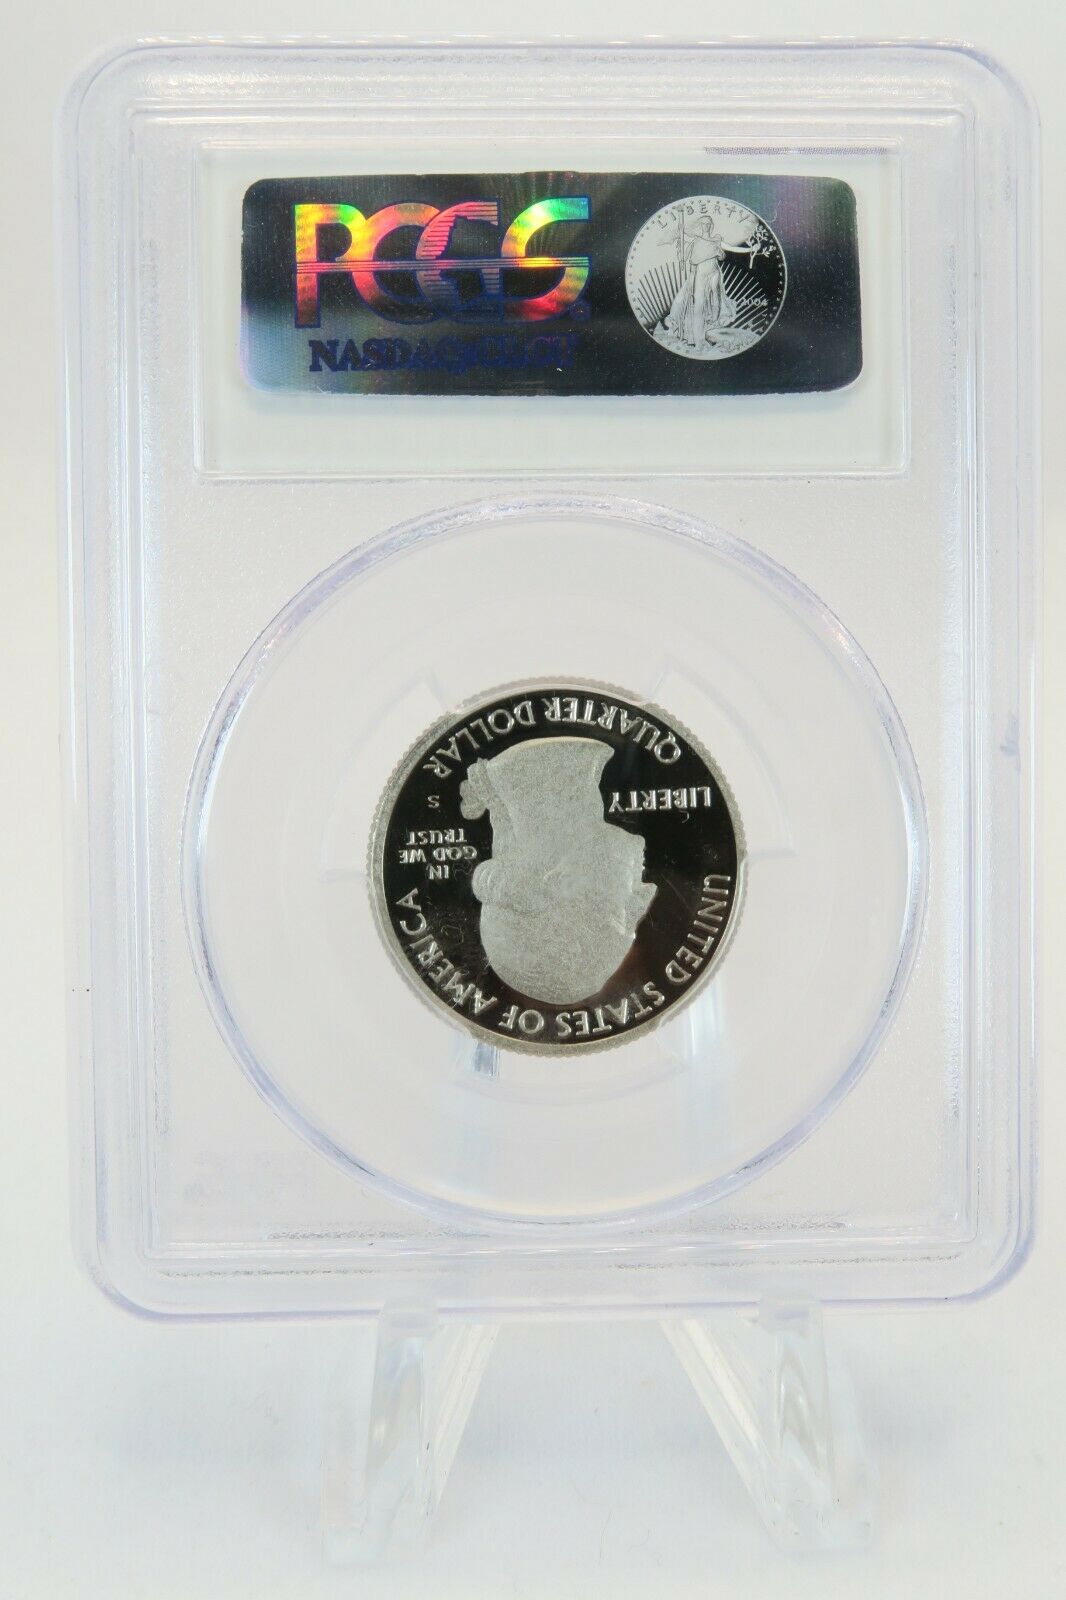 PCGS
NASDAQ:CLCT
LIBERTY
2004
UNITED STATES OF AMERICA
LIBERTY
IN
GOD WE
TRUST
S
QUARTER DOLLAR